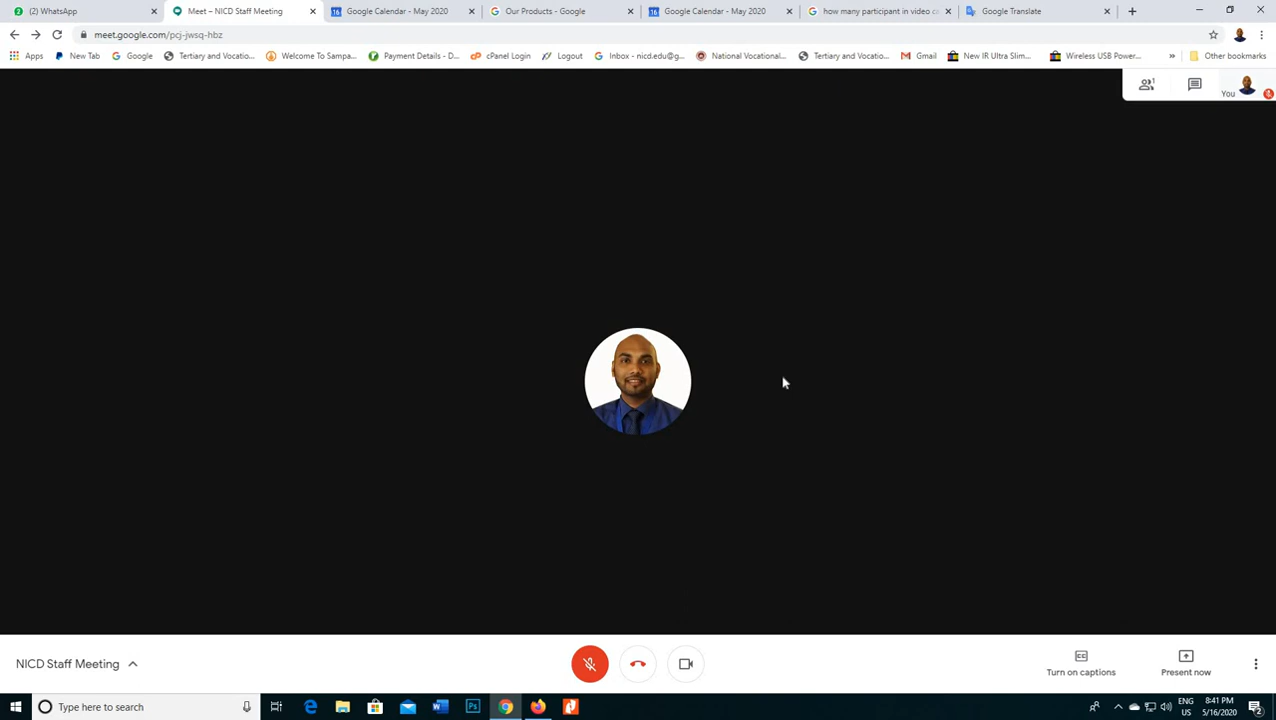 (2) WhatsApp
Meet – NICD Staff Meeting
Google Calendar - May 2020
Our Products - Google
Google Calendar - May 2020
how many participant in video c
Google Translate
meet.google.com/pcj-jwsq-hbz
Apps
New Tab
Google
Tertiary and Vocatio...
Welcome To Sampa...
Payment Details - D...
cPanel Login
Logout
Inbox - nicd.edu@g...
National Vocational...
Tertiary and Vocatio...
Gmail
New IR Ultra Slim...
Wireless USB Power...
»
Other bookmarks
1
You
NICD Staff Meeting
Turn on captions
Present now
Type here to search
ENG
US
8:41 PM
5/16/2020
2